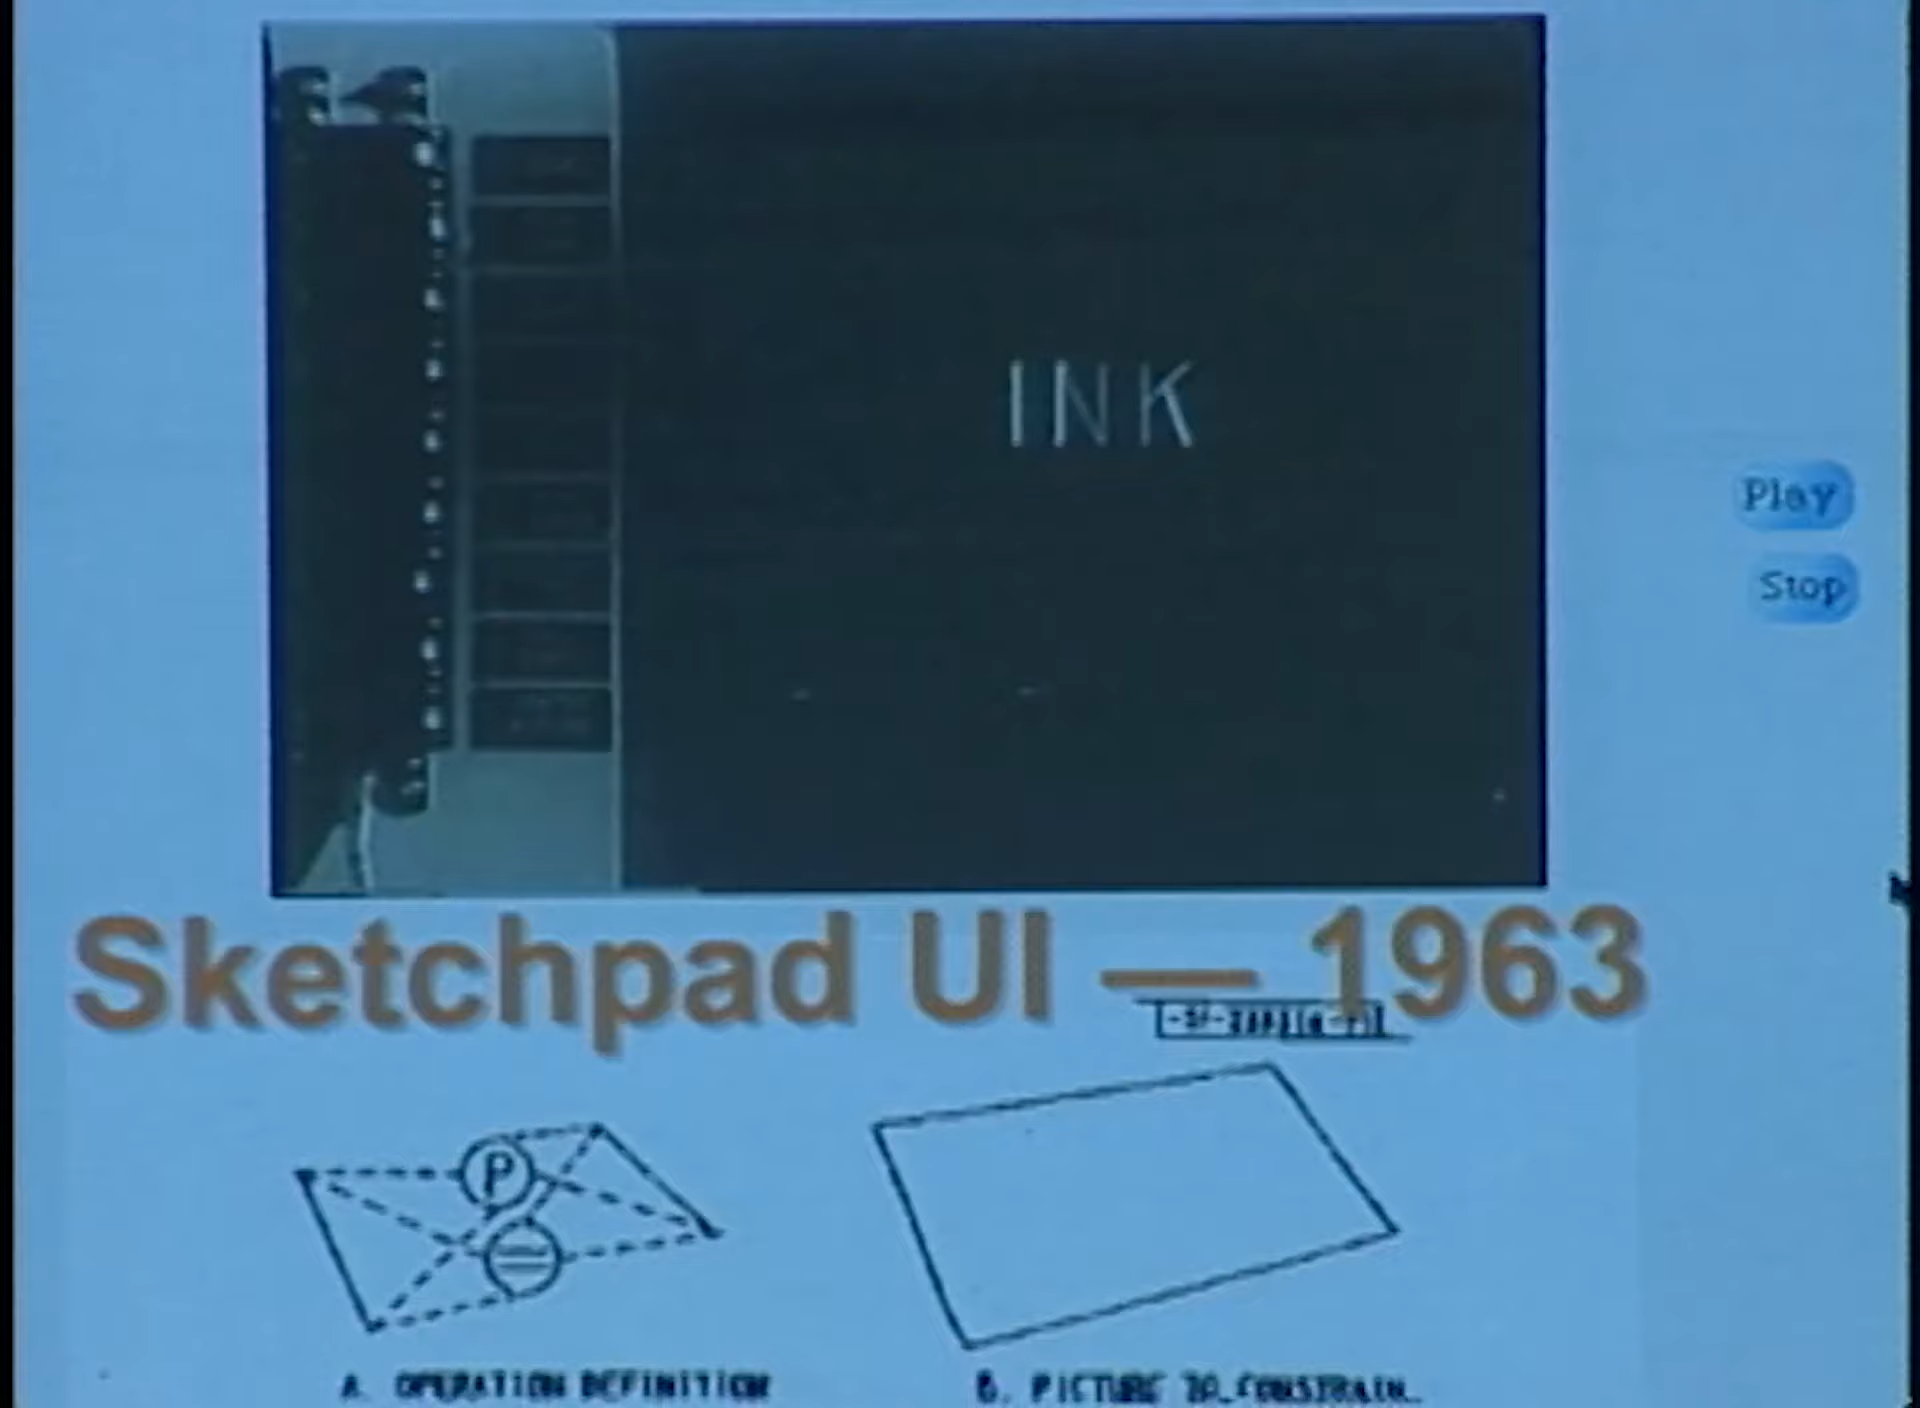 INK
Play
Stop
Sketchpad UI — 1963
P
A. OPERATION DEFINITION
B. PICTURE TO CONSTRAIN